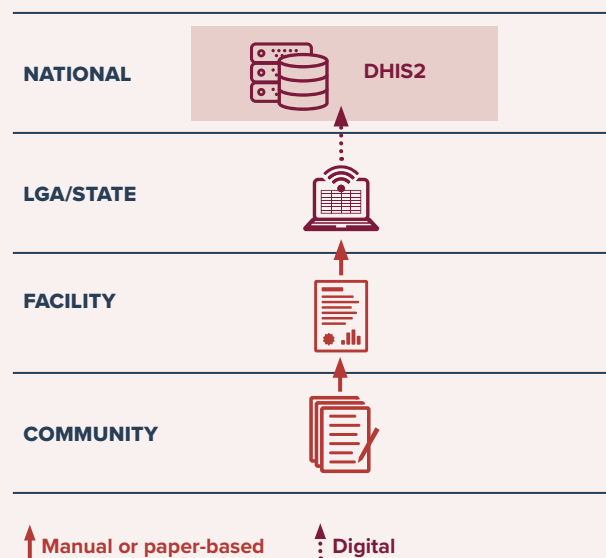 NATIONAL
DHIS2
LGA/STATE
FACILITY
COMMUNITY
Manual or paper-based
Digital